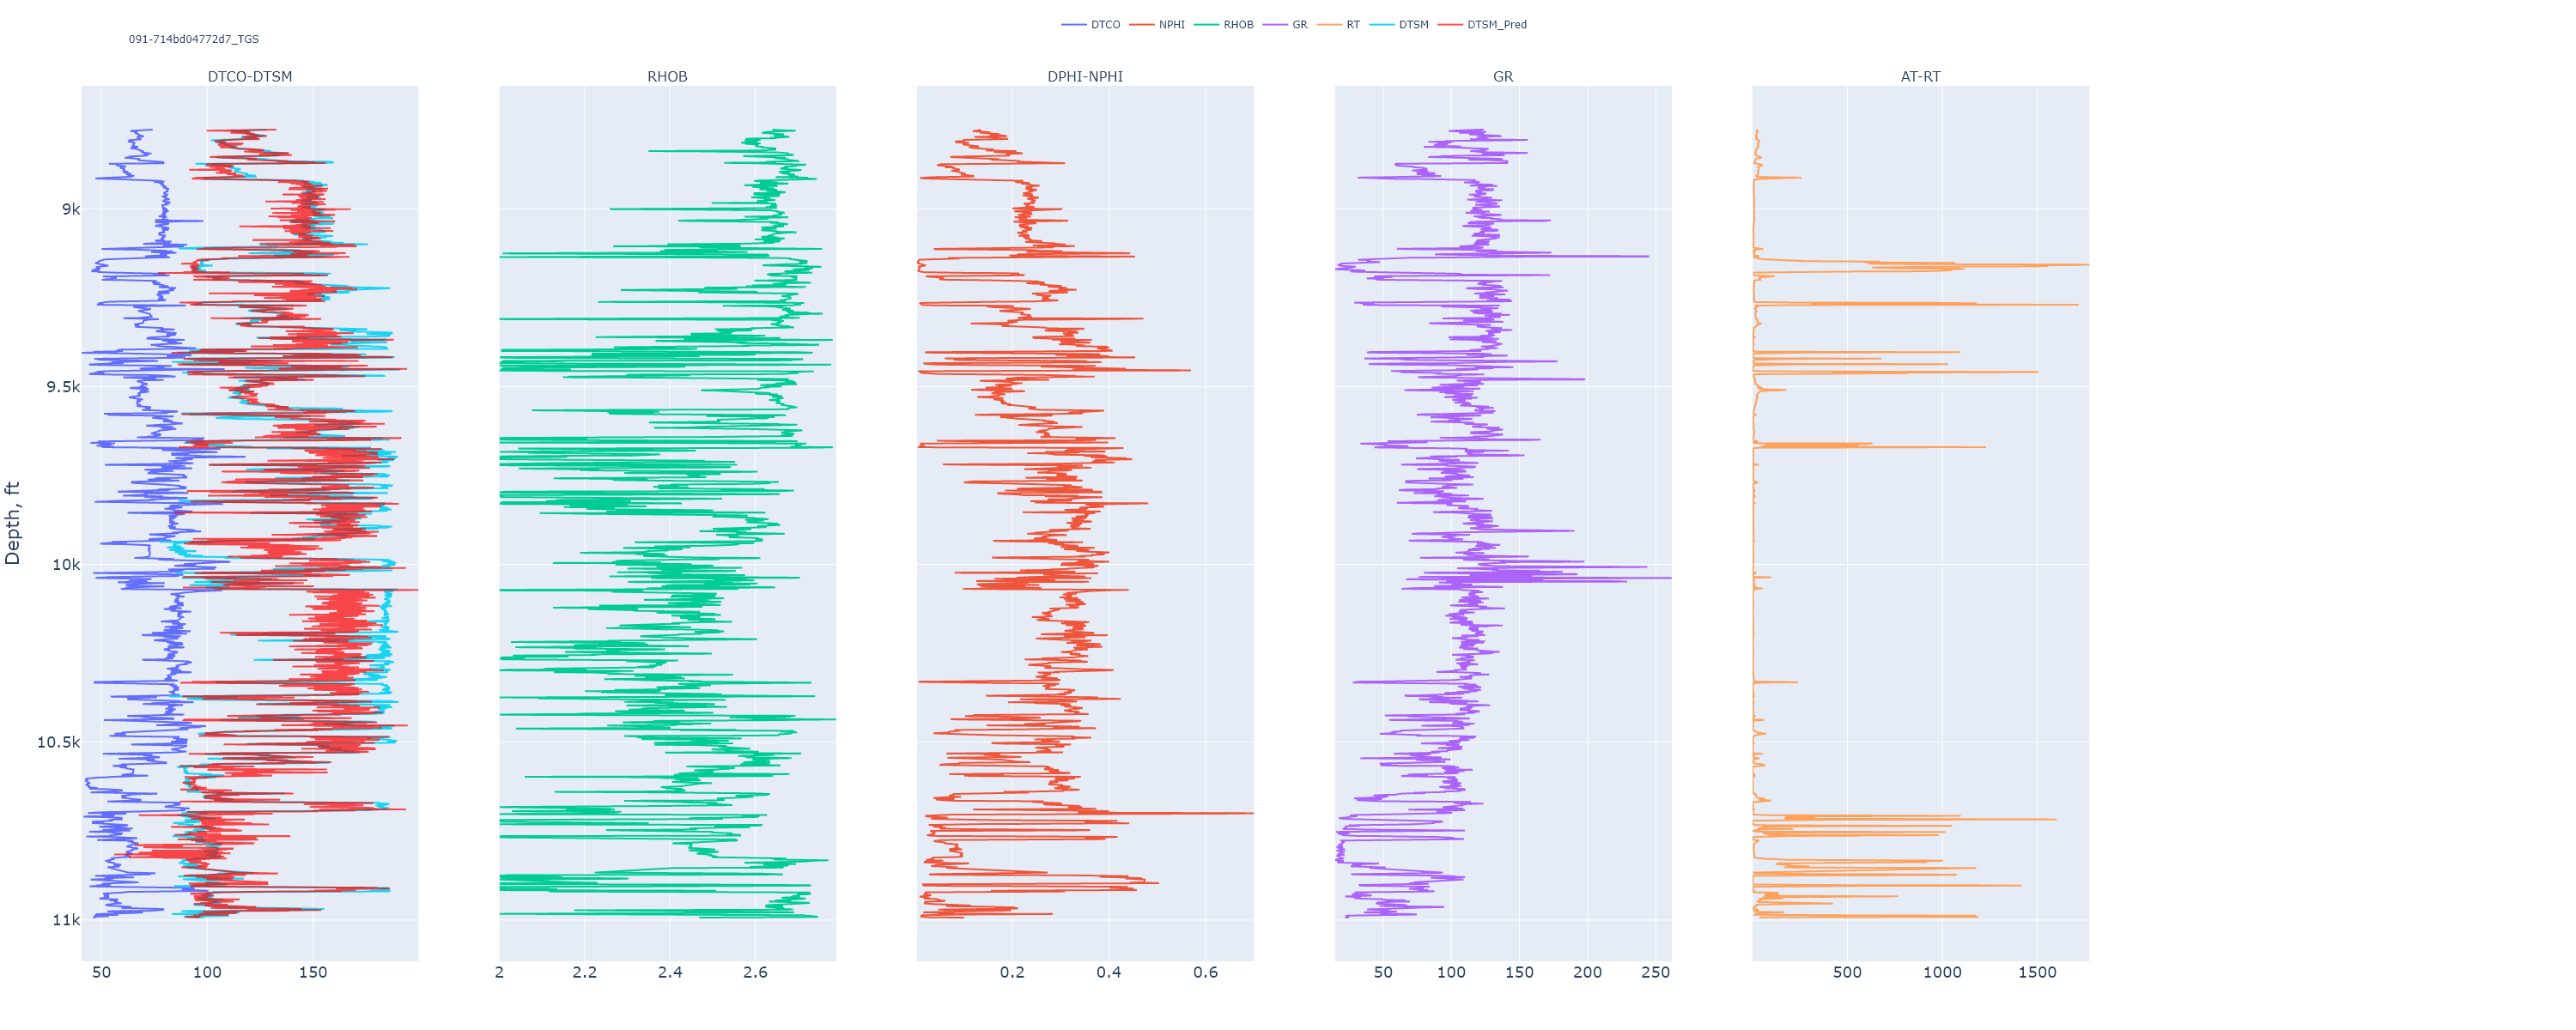 DTCO NPHI RHOB GR RT DTSM DTSM_Pred
091-714bd04772d7_TGS
DTCO-DTSM RHOB DPHI-NPHI GR AT-RT
Depth, ft
9k
9.5k
10k
10.5k
11k
50 100 150 2 2.2 2.4 2.6 0.2 0.4 0.6 50 100 150 200 250 500 1000 1500